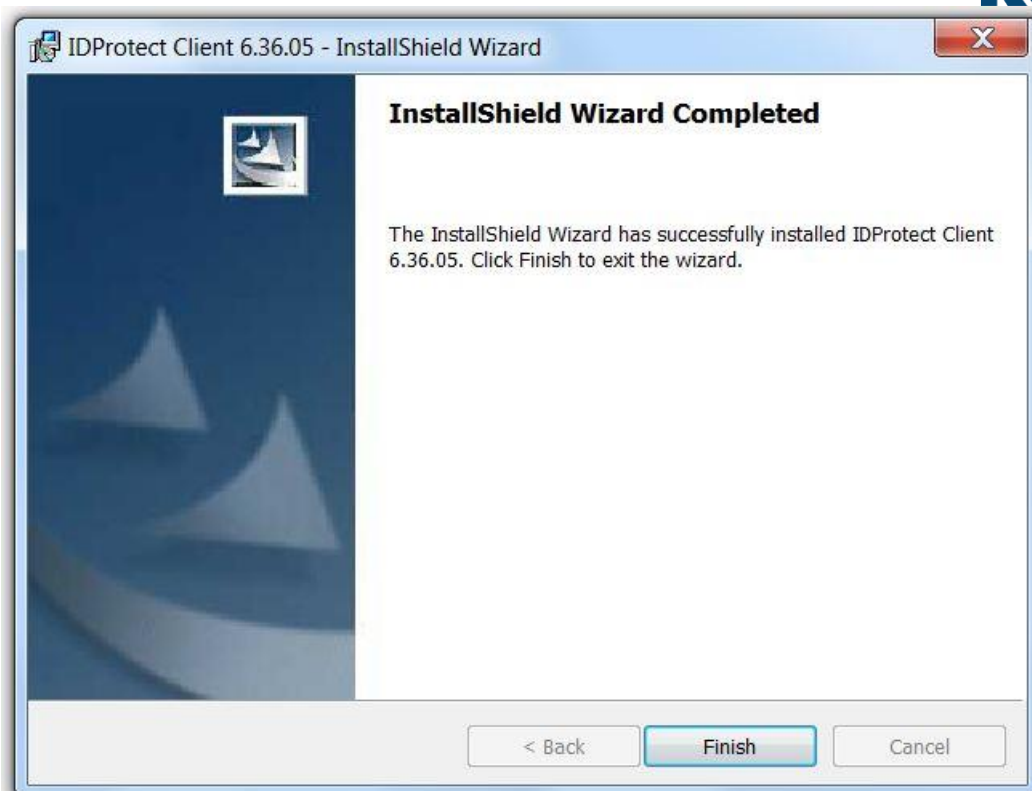 IDProtect Client 6.36.05 - InstallShield Wizard
InstallShield Wizard Completed
The InstallShield Wizard has successfully installed IDProtect Client
6.36.05. Click Finish to exit the wizard.
< Back
Finish
Cancel